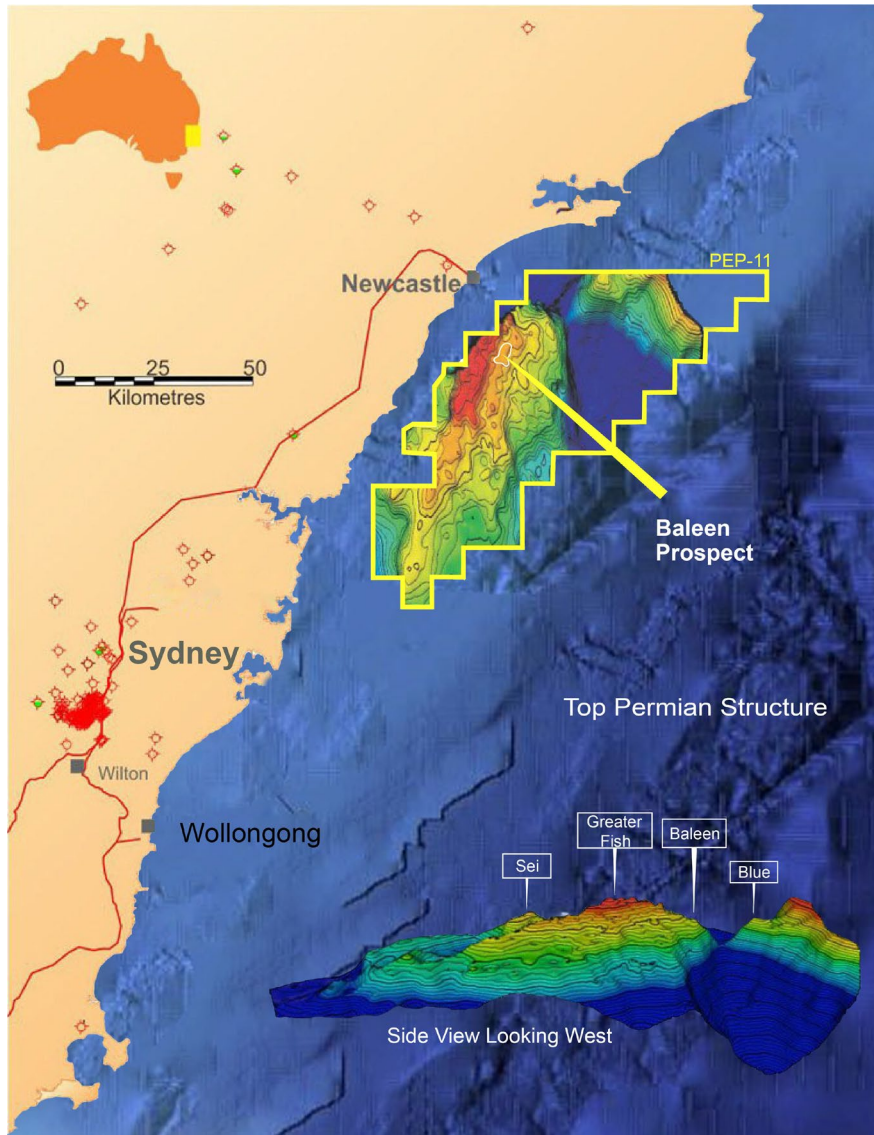 PEP-11
Newcastle
0 25 50
Kilometres
Baleen
Prospect
Sydney
Top Permian Structure
Wilton
Wollongong
Greater
Fish
Baleen
Sei
Blue
Side View Looking West